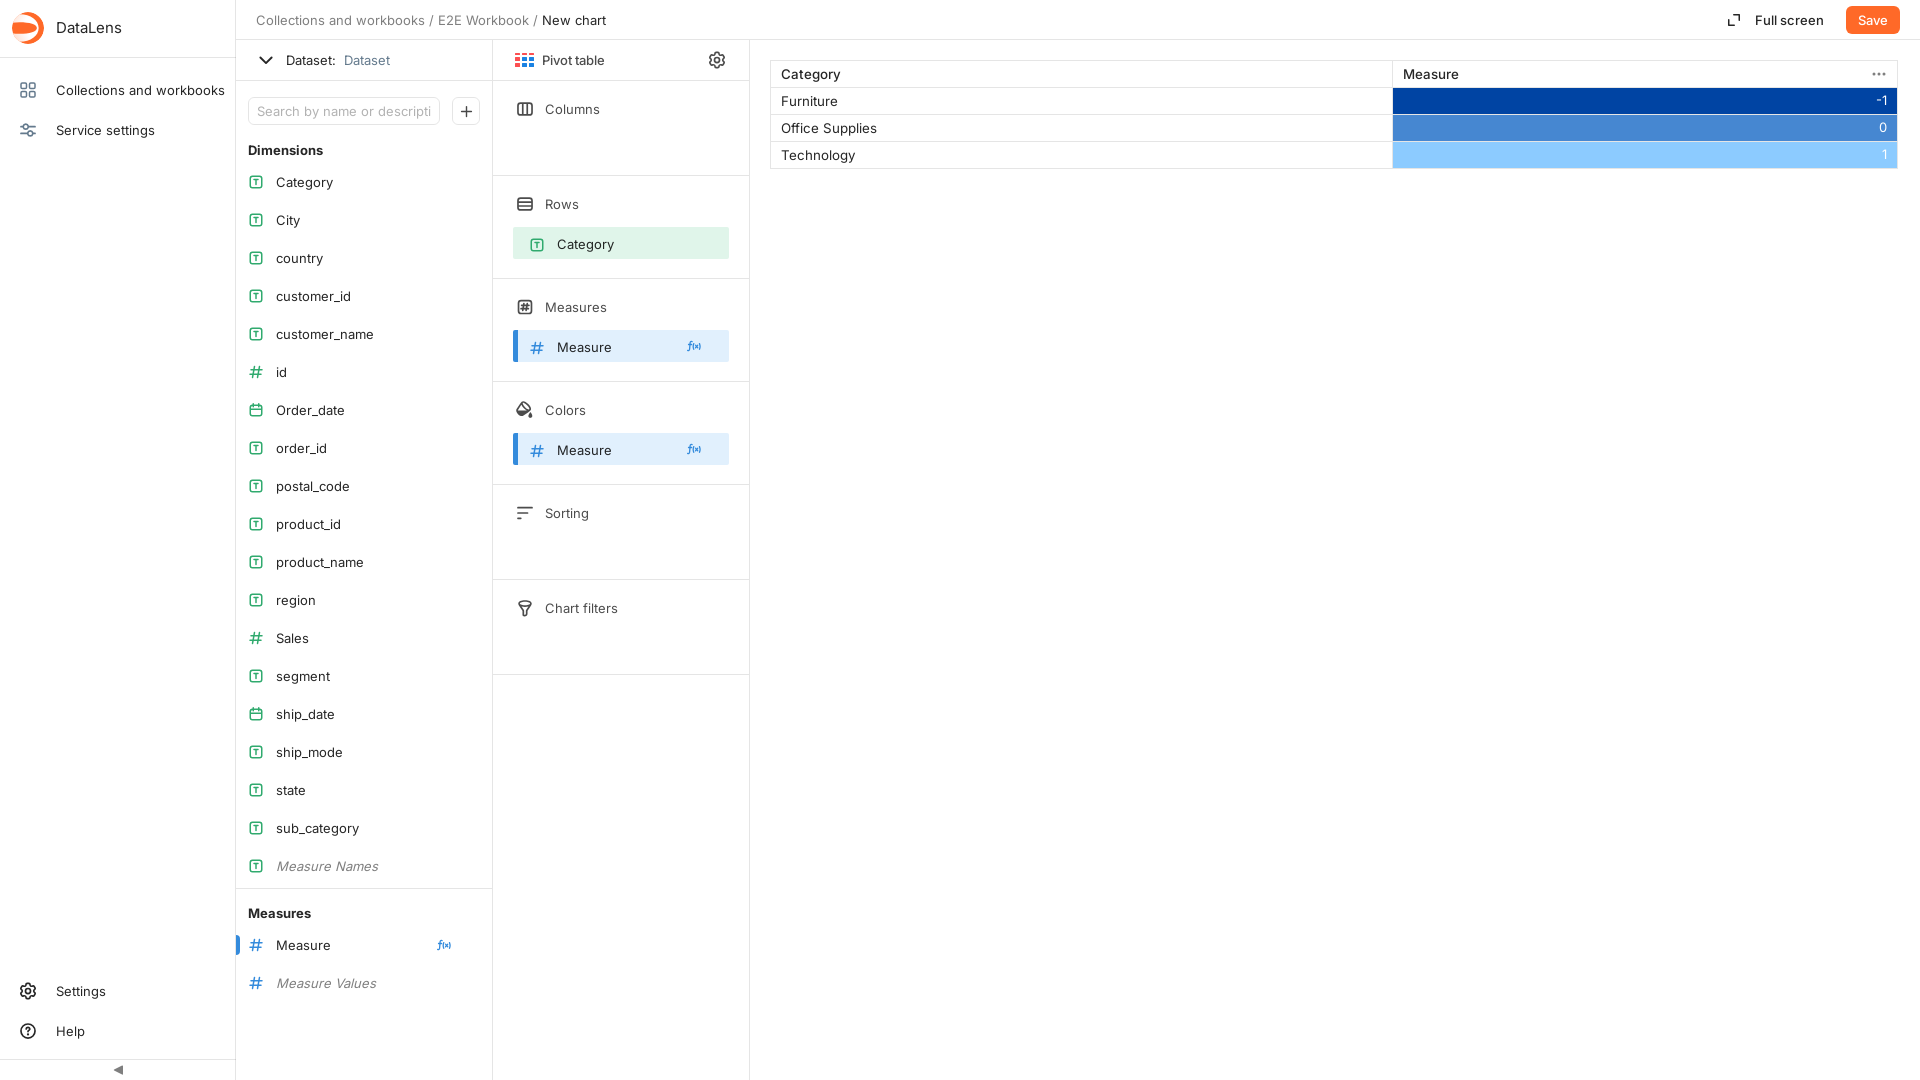 DataLens
Collections and workbooks
Service settings
Settings
Help
Collections and workbooks / E2E Workbook / New chart
Full screen
Save
Dataset: Dataset
Search by name or descripti
Dimensions
Category
City
country
customer_id
customer_name
id
Order_date
order_id
postal_code
product_id
product_name
region
Sales
segment
ship_date
ship_mode
state
sub_category
Measure Names
Measures
Measure
Measure Values
Pivot table
Columns
Rows
Category
Measures
Measure
Colors
Measure
Sorting
Chart filters
Category Measure
Furniture -1
Office Supplies 0
Technology 1